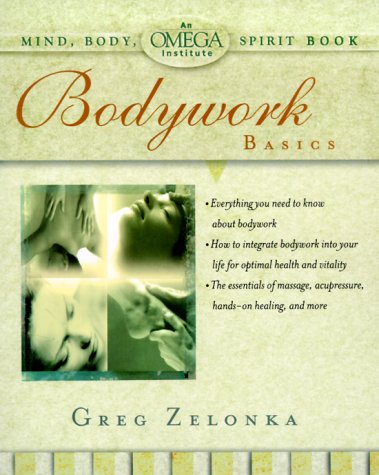 An
MIND, BODY, OMEGA SPIRIT BOOK
Institute
Bodywork
BASICS
• Everything you need to know
about bodywork
• How to integrate bodywork into your
life for optimal health and vitality
• The essentials of massage, acupressure,
hands-on healing, and more
GREG ZELONKA